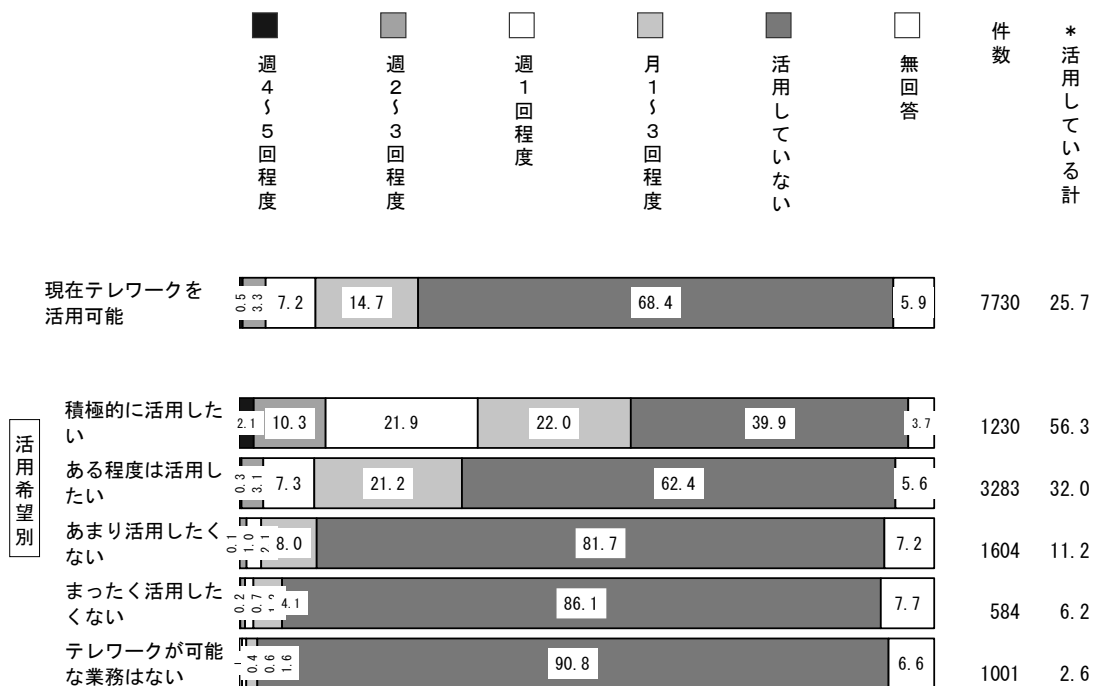 週4~5回程度
週2~3回程度
週1回程度
月1~3回程度
活用していない
無回答
件数
*活用している計
現在テレワークを
活用可能
0.5 3.3 7.2 14.7 68.4 5.9 7730 25.7
活用希望別
積極的に活用した
い
2.1 10.3 21.9 22.0 39.9 3.7 1230 56.3
ある程度は活用し
たい
0.3 3.1 7.3 21.2 62.4 5.6 3283 32.0
あまり活用したく
ない
0.1 1.0 2.1 8.0 81.7 7.2 1604 11.2
まったく活用した
くない
0.2 0.7 4.1 86.1 7.7 584 6.2
テレワークが可能
な業務はない
0.4 0.6 1.6 90.8 6.6 1001 2.6